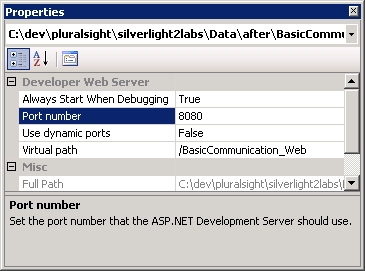 Properties
C:\dev\pluralsight\silverlight2labs\Data\after\BasicCommu
Developer Web Server
Always Start When Debugging True
Port number 8080
Use dynamic ports False
Virtual path /BasicCommunication_Web
Misc
Full Path C:\dev\pluralsight\silverlight2labs\
Port number
Set the port number that the ASP.NET Development Server should use.